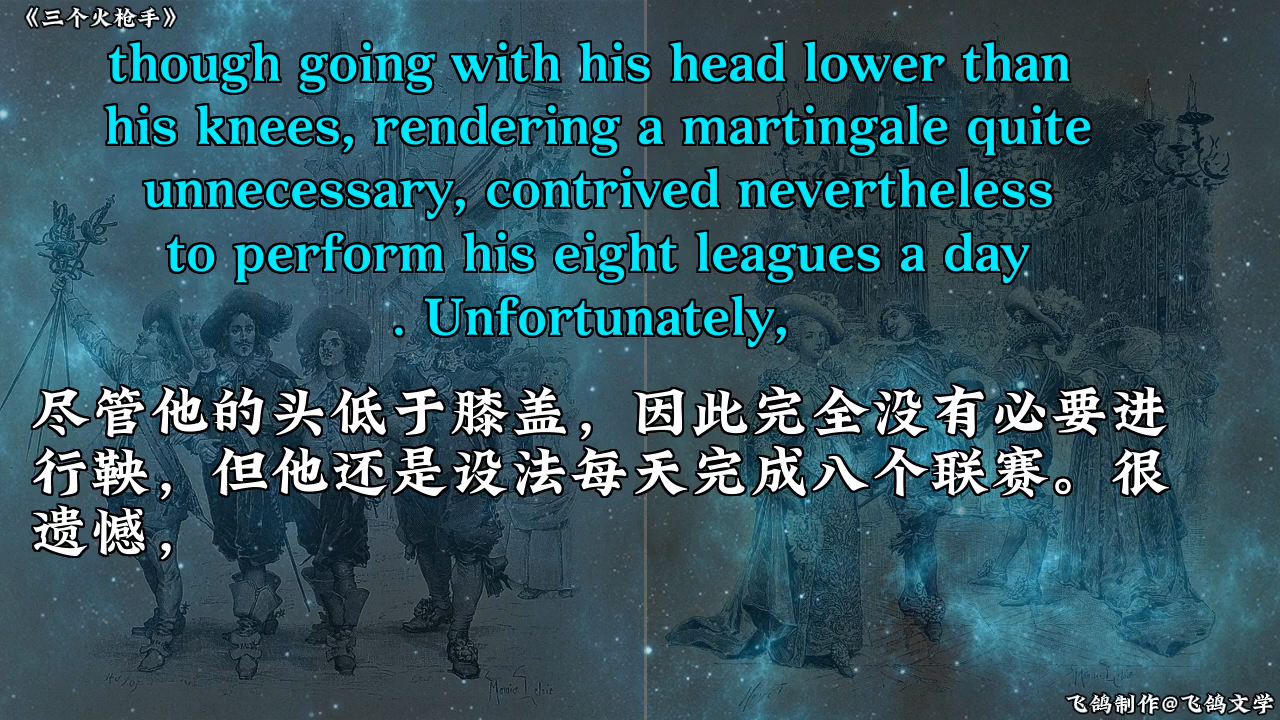 《三个火枪手》
though going with his head lower than
his knees, rendering a martingale quite
unnecessary, contrived nevertheless
to perform his eight leagues a day
. Unfortunately,
尽管他的头低于膝盖，因此完全没有必要进
行鞅，但他还是设法每天完成八个联赛。很
遗憾，
飞鸽制作@飞鸽文学